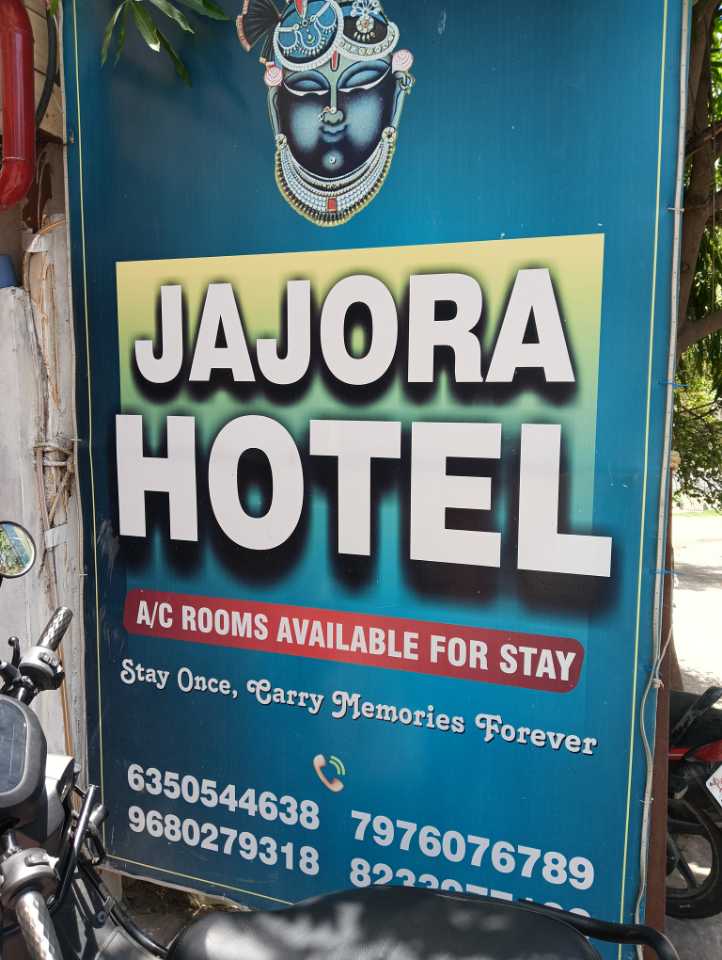 JAJORA
HOTEL
A/C ROOMS AVAILABLE FOR STAY
Stay Once, Carry Memories Forever
6350544638 7976076789
9680279318